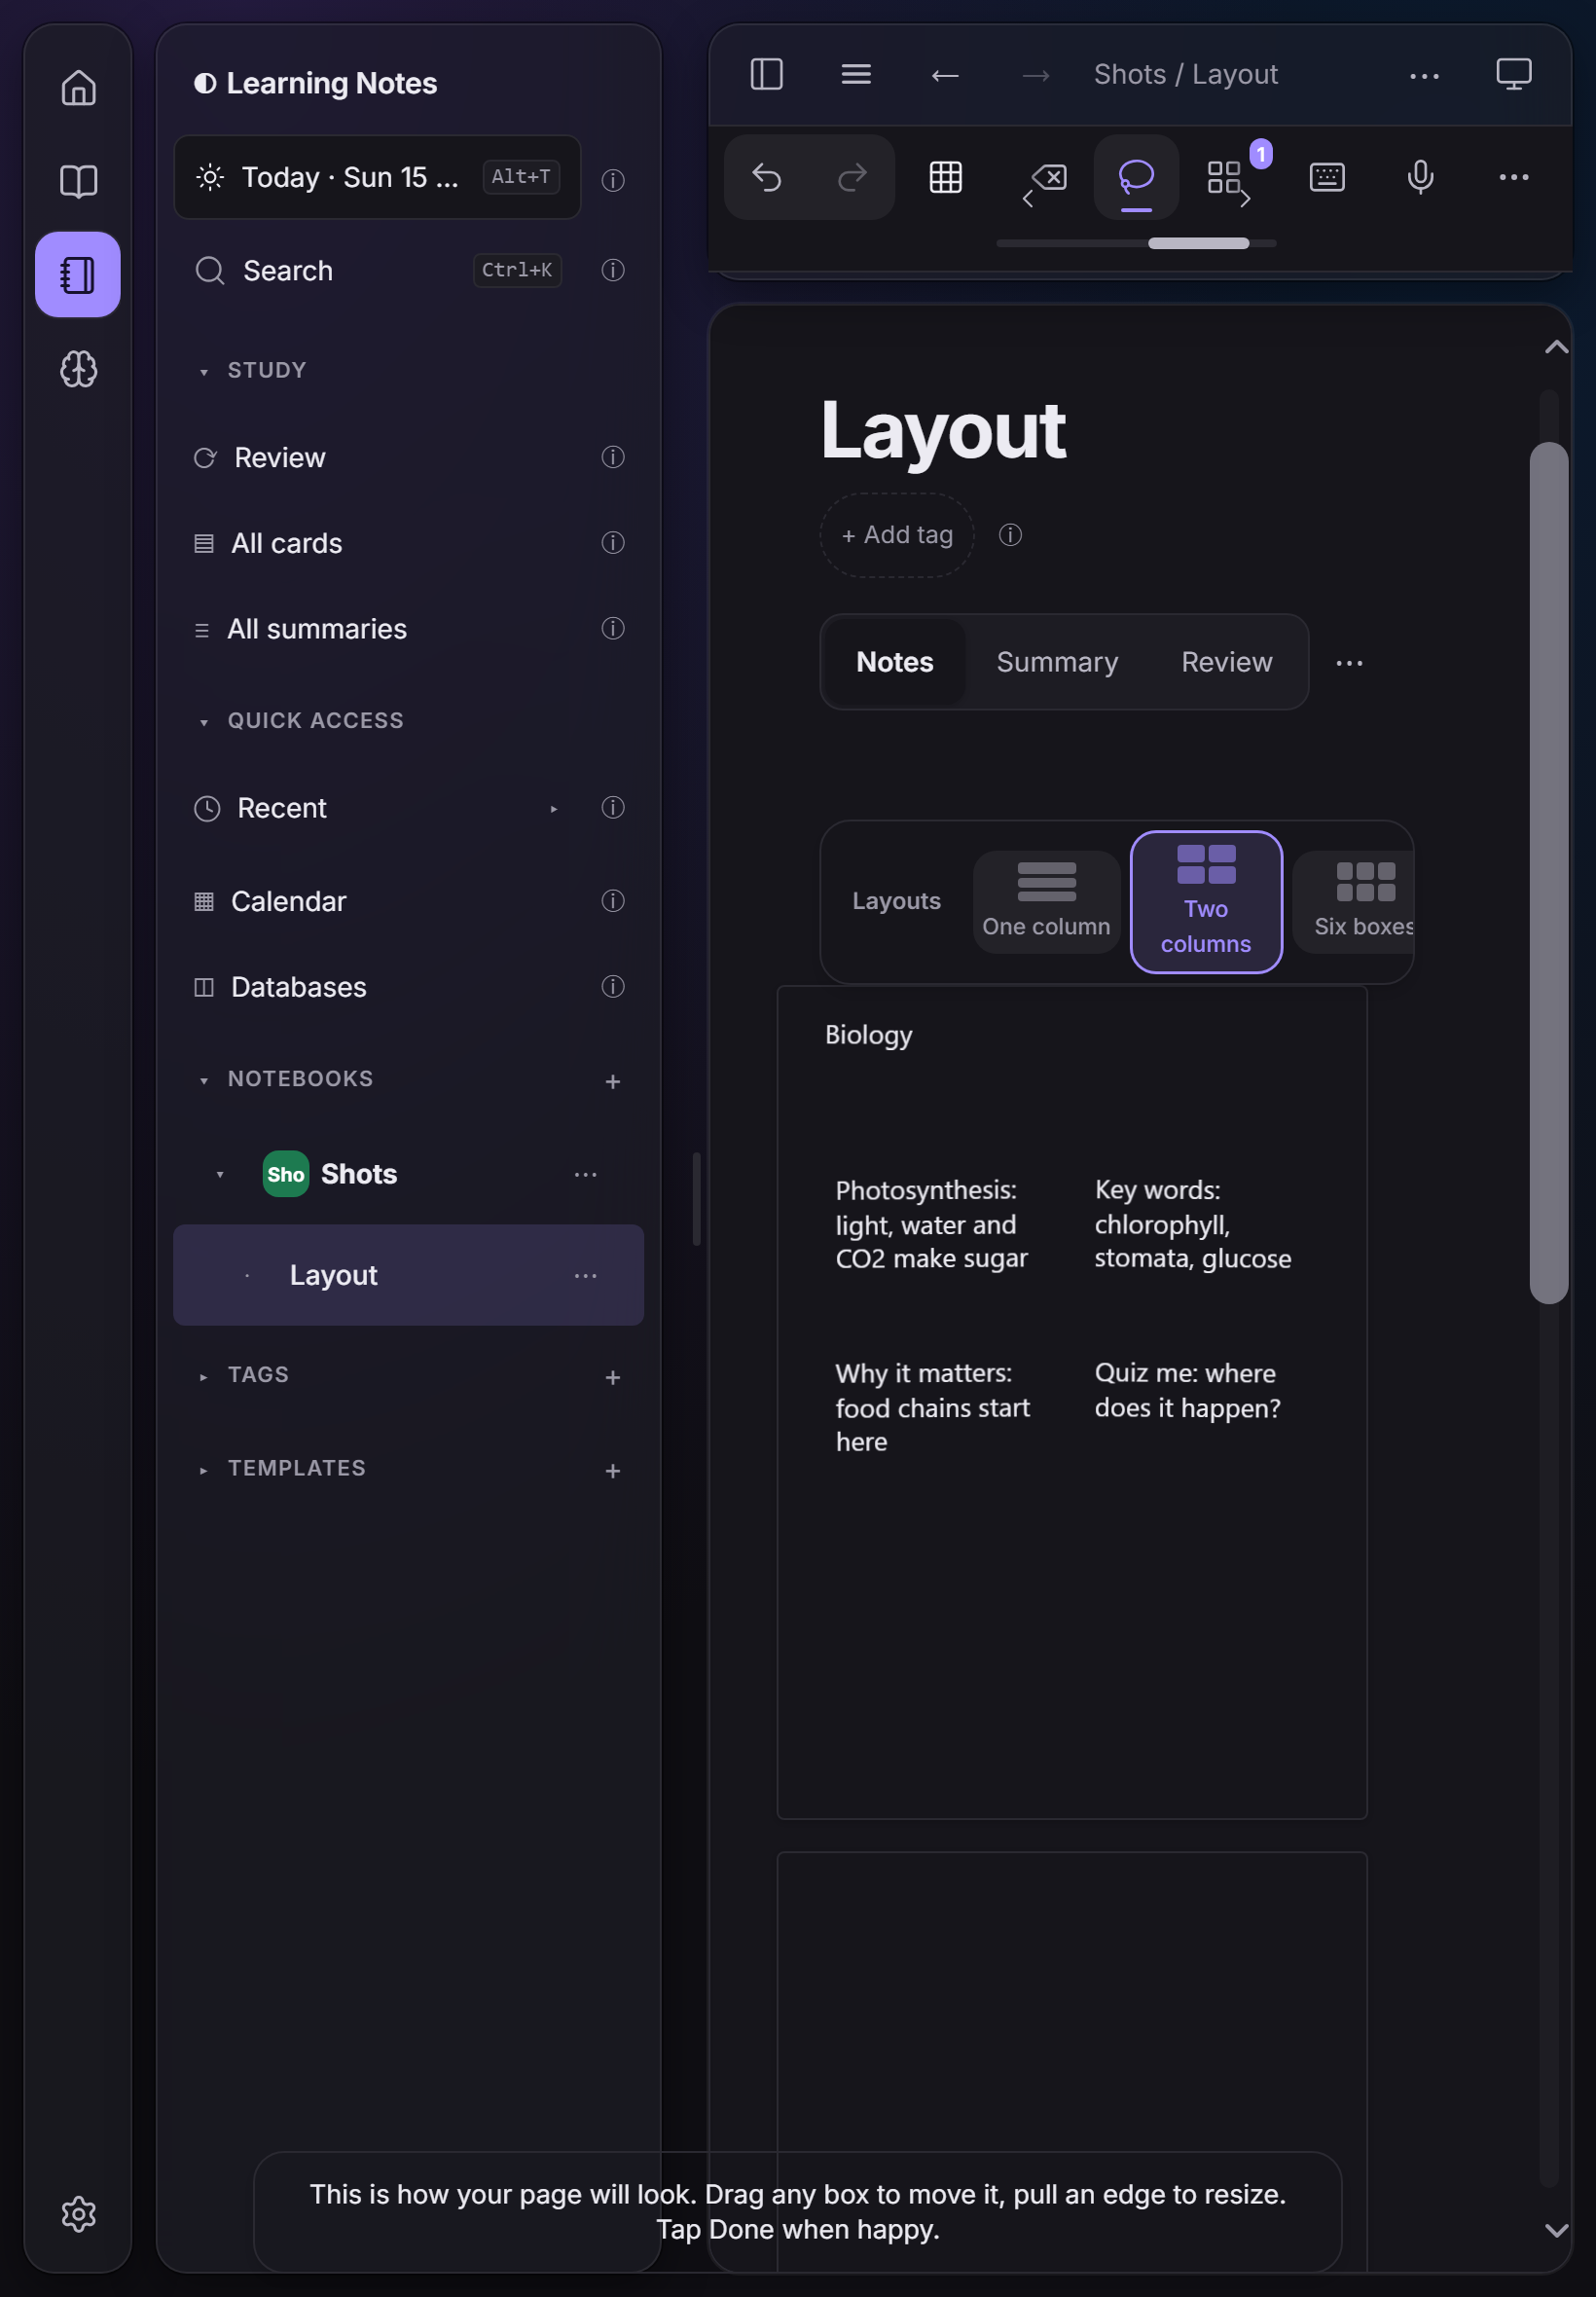 Learning Notes
Today · Sun 15 ... Alt+T
Search Ctrl+K
STUDY
Review
All cards
All summaries
QUICK ACCESS
Recent
Calendar
Databases
NOTEBOOKS
Sho Shots
Layout
TAGS
TEMPLATES
Shots / Layout
1
Layout
+ Add tag
Notes Summary Review
Layouts
One column
Two
columns
Six boxes
Biology
Photosynthesis:
light, water and
CO2 make sugar
Key words:
chlorophyll,
stomata, glucose
Why it matters:
food chains start
here
Quiz me: where
does it happen?
This is how your page will look. Drag any box to move it, pull an edge to resize.
Tap Done when happy.